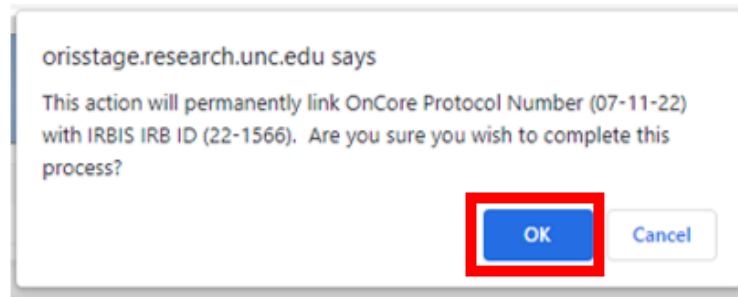 orisstage.research.unc.edu says
This action will permanently link OnCore Protocol Number (07-11-22)
with IRBIS IRB ID (22-1566). Are you sure you wish to complete this
process?
OK Cancel